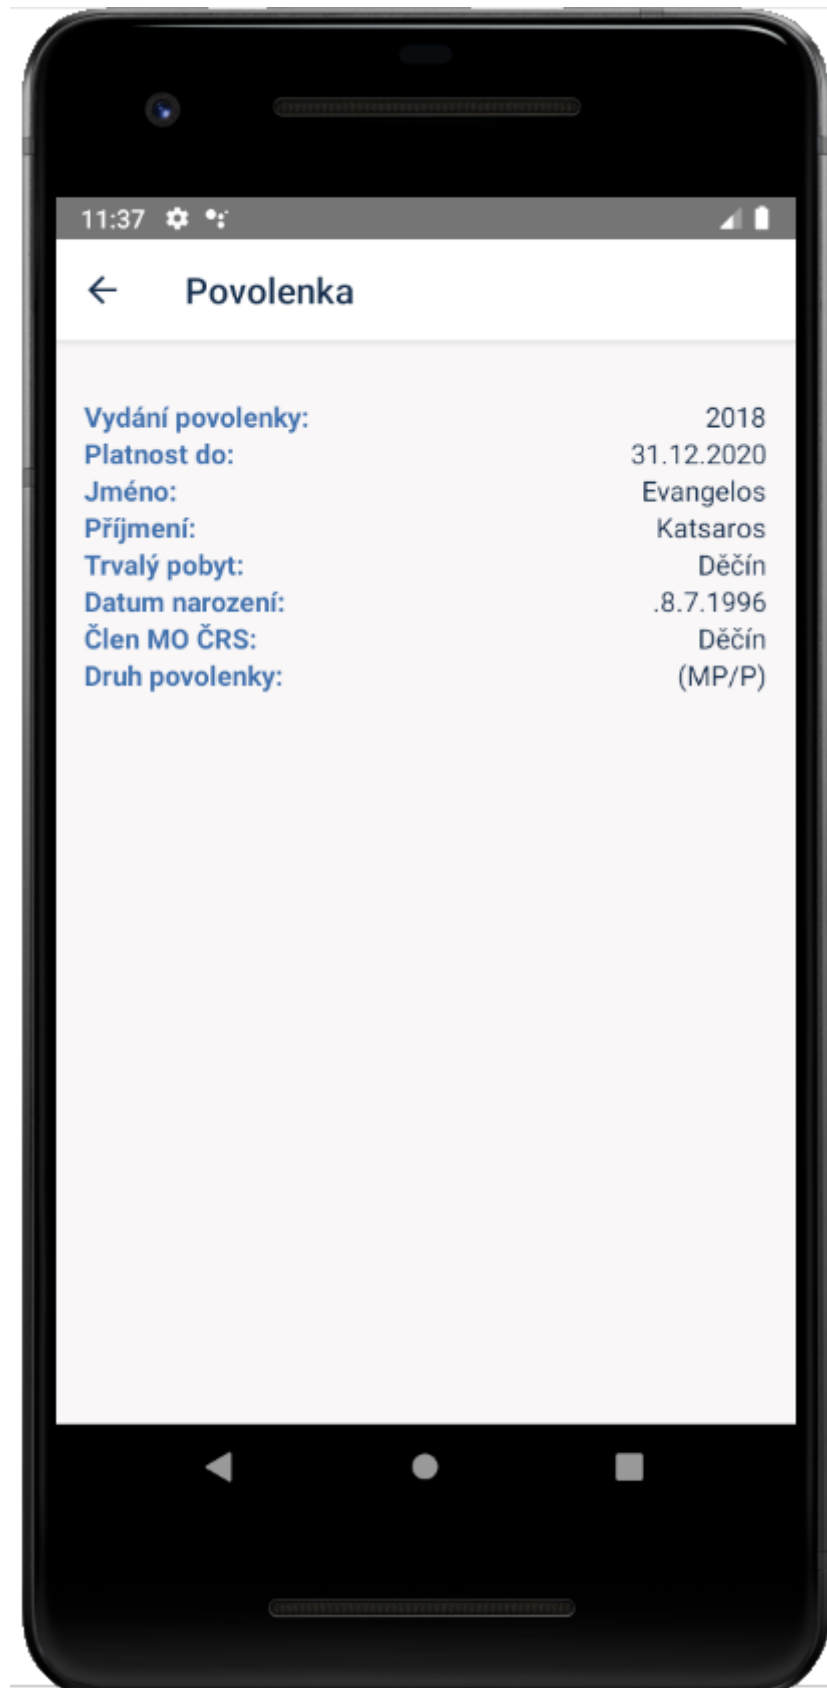 11:37
Povolenka
Vydání povolenky: 2018
Platnost do: 31.12.2020
Jméno: Evangelos
Příjmení: Katsaros
Trvalý pobyt: Děčín
Datum narození: .8.7.1996
Člen MO ČRS: Děčín
Druh povolenky: (MP/P)